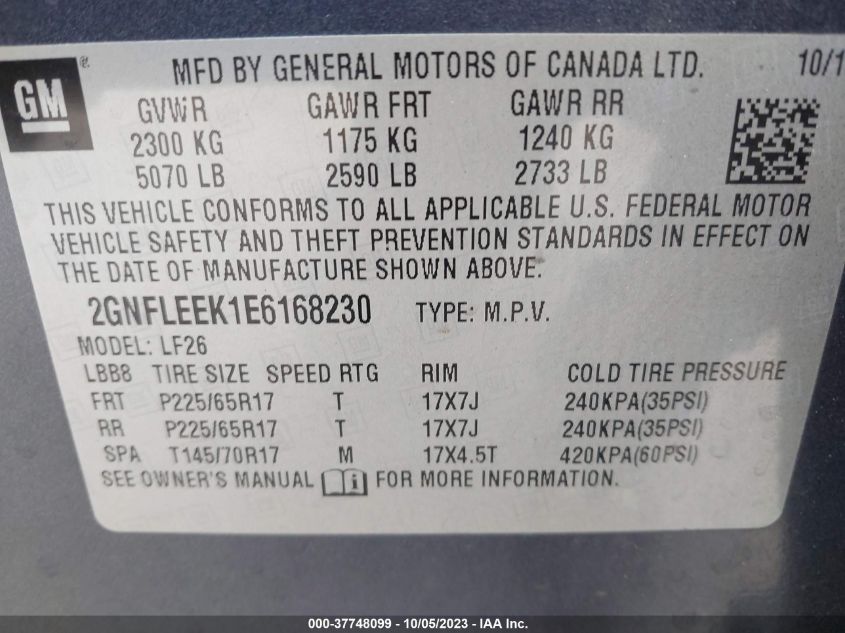 GM® MFD BY GENERAL MOTORS OF CANADA LTD. 10/1
GVWR GAWR FRT GAWR RR
2300 KG 1175 KG 1240 KG
5070 LB 2590 LB 2733 LB
THIS VEHICLE CONFORMS TO ALL APPLICABLE U.S. FEDERAL MOTOR
VEHICLE SAFETY AND THEFT PREVENTION STANDARDS IN EFFECT ON
THE DATE OF MANUFACTURE SHOWN ABOVE.
2GNFLEEK1E6168230 TYPE: M.P.V.
MODEL: LF26
LBB8 TIRE SIZE SPEED RTG RIM COLD TIRE PRESSURE
FRT P225/65R17 T 17X7J 240KPA(35PSI)
RR P225/65R17 T 17X7J 240KPA(35PSI)
SPA T145/70R17 M 17X4.5T 420KPA(60PSI)
SEE OWNER'S MANUAL FOR MORE INFORMATION.
000-37748099 - 10/05/2023 - IAA Inc.